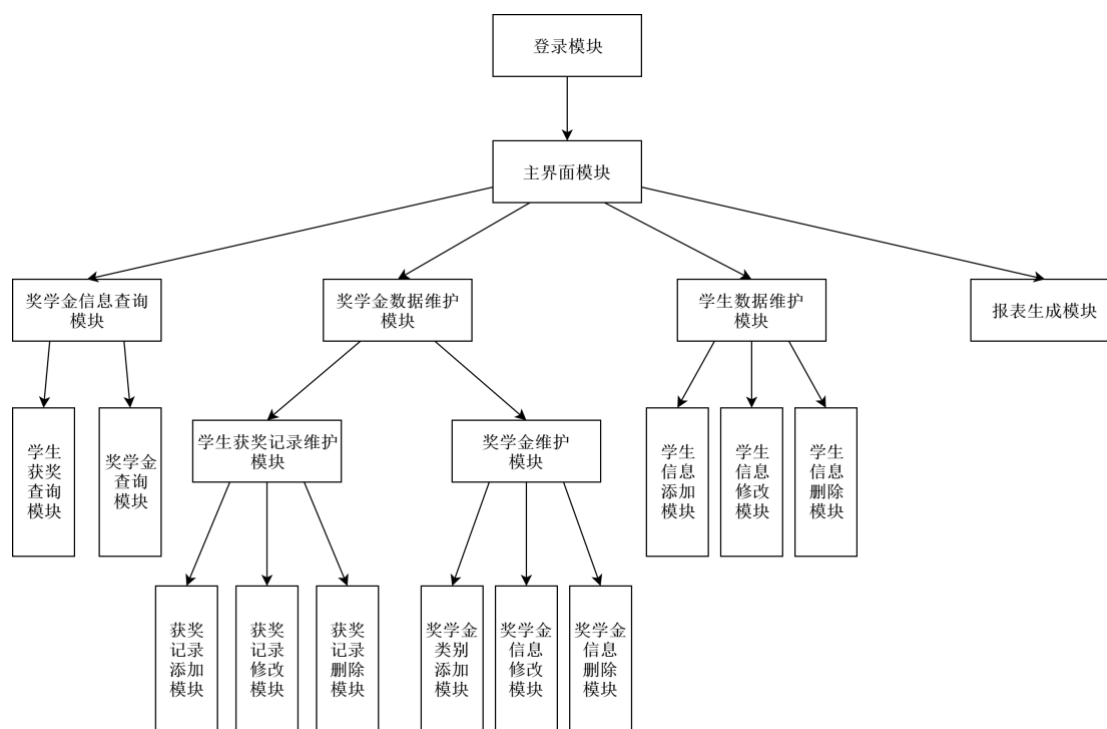 登录模块
主界面模块
奖学金信息查询
模块
奖学金数据维护
模块
学生数据维护
模块
报表生成模块
学生
获奖
查询
模块
奖学金
查询
模块
学生获奖记录维护
模块
奖学金维护
模块
学生
信息
添加
模块
学生
信息
修改
模块
学生
信息
删除
模块
获奖
记录
添加
模块
获奖
记录
修改
模块
获奖
记录
删除
模块
奖学金
类别
添加
模块
奖学金
信息
修改
模块
奖学金
信息
删除
模块